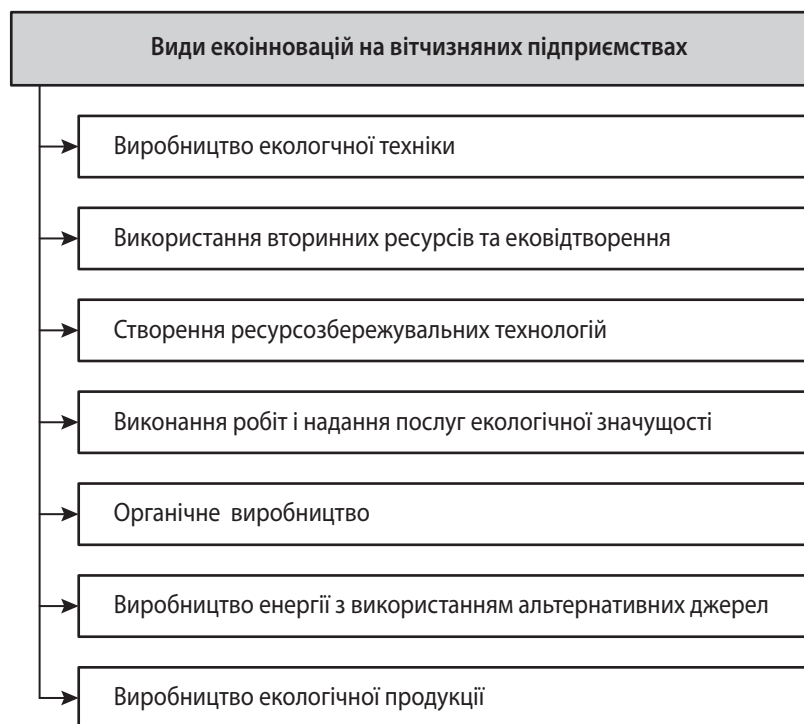 Види екоінновацій на вітчизняних підприємствах
Виробництво екологчної техніки
Використання вторинних ресурсів та ековідтворення
Створення ресурсозбережувальних технологій
Виконання робіт і надання послуг екологічної значущості
Органічне виробництво
Виробництво енергії з використанням альтернативних джерел
Виробництво екологічної продукції